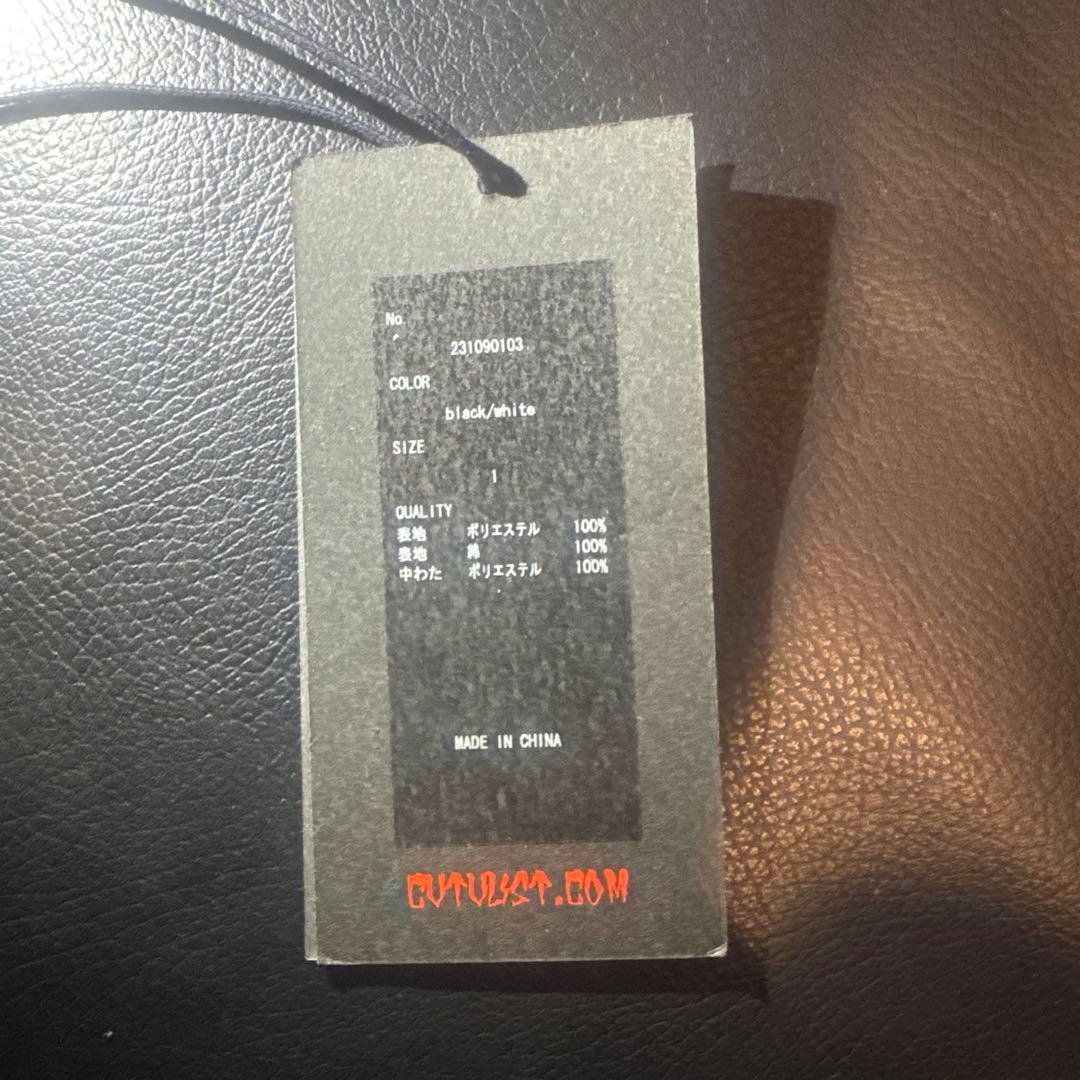 No.
231090103
COLOR
black/white
SIZE
1
QUALITY
表地 ポリエステル 100%
表地 綿 100%
中わた ポリエステル 100%
MADE IN CHINA
CVTVLIST.COM